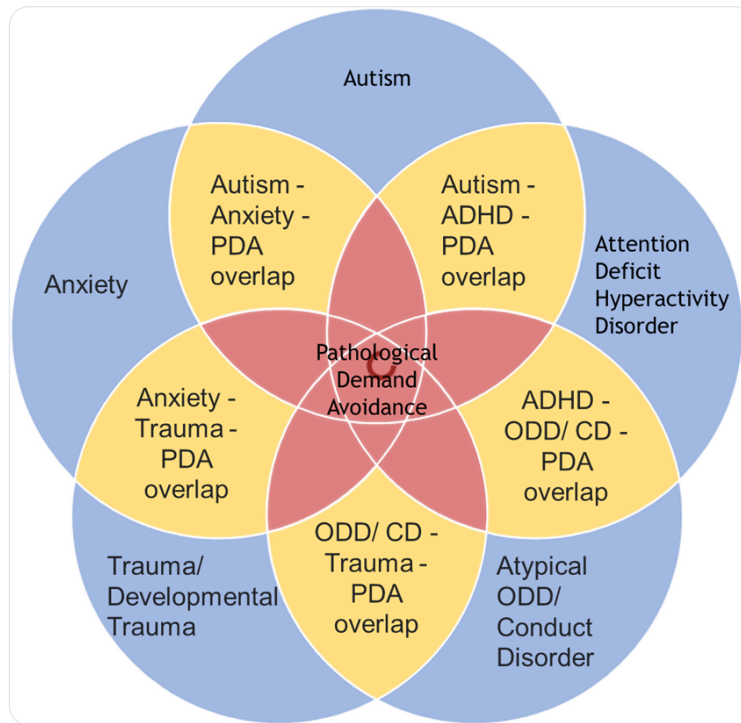 Autism
Autism -
Anxiety -
PDA
overlap
Autism -
ADHD -
PDA
overlap
Anxiety
Attention
Deficit
Hyperactivity
Disorder
Pathological
Demand
Avoidance
Anxiety -
Trauma -
PDA
overlap
ADHD -
ODD/ CD -
PDA
overlap
ODD/ CD -
Trauma -
PDA
overlap
Trauma/
Developmental
Trauma
Atypical
ODD/
Conduct
Disorder